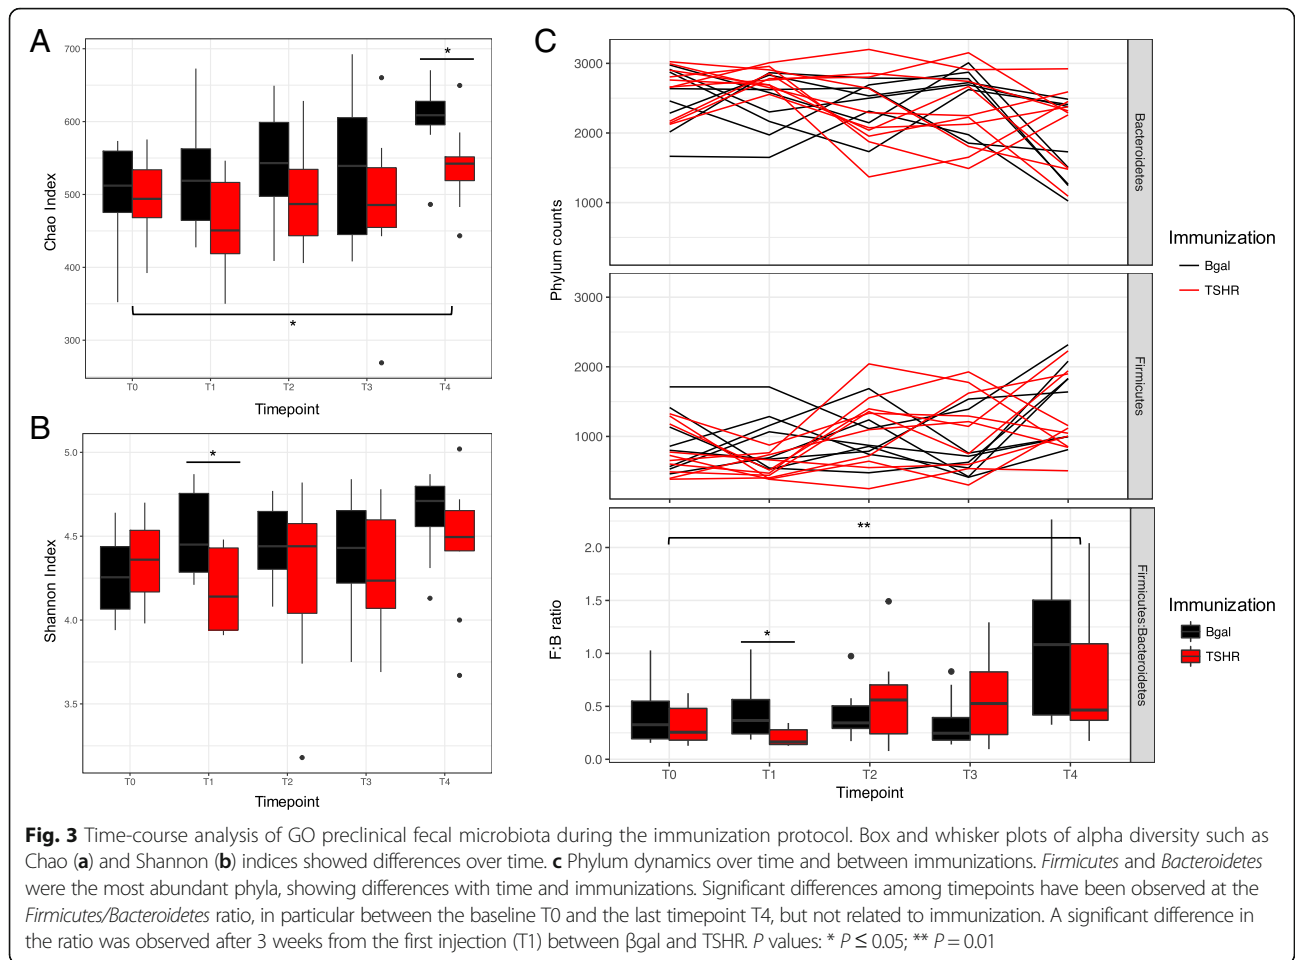 A
700
600
500
400
300
Chao Index
*
*
T0 T1 T2 T3 T4
Timepoint
B
5.0
4.5
4.0
3.5
Shannon Index
*
T0 T1 T2 T3 T4
Timepoint
C
3000
2000
1000
Bacteroidetes
Phylum counts
3000
2000
1000
Firmicutes
Immunization
Bgal
TSHR
2.0
1.5
1.0
0.5
0.0
F:B ratio
**
*
Firmicutes:Bacteroidetes
T0 T1 T2 T3 T4
Timepoint
Immunization
Bgal
TSHR
Fig. 3 Time-course analysis of GO preclinical fecal microbiota during the immunization protocol. Box and whisker plots of alpha diversity such as
Chao (a) and Shannon (b) indices showed differences over time. c Phylum dynamics over time and between immunizations. Firmicutes and Bacteroidetes
were the most abundant phyla, showing differences with time and immunizations. Significant differences among timepoints have been observed at the
Firmicutes/Bacteroidetes ratio, in particular between the baseline T0 and the last timepoint T4, but not related to immunization. A significant difference in
the ratio was observed after 3 weeks from the first injection (T1) between βgal and TSHR. P values: * P ≤ 0.05; ** P = 0.01